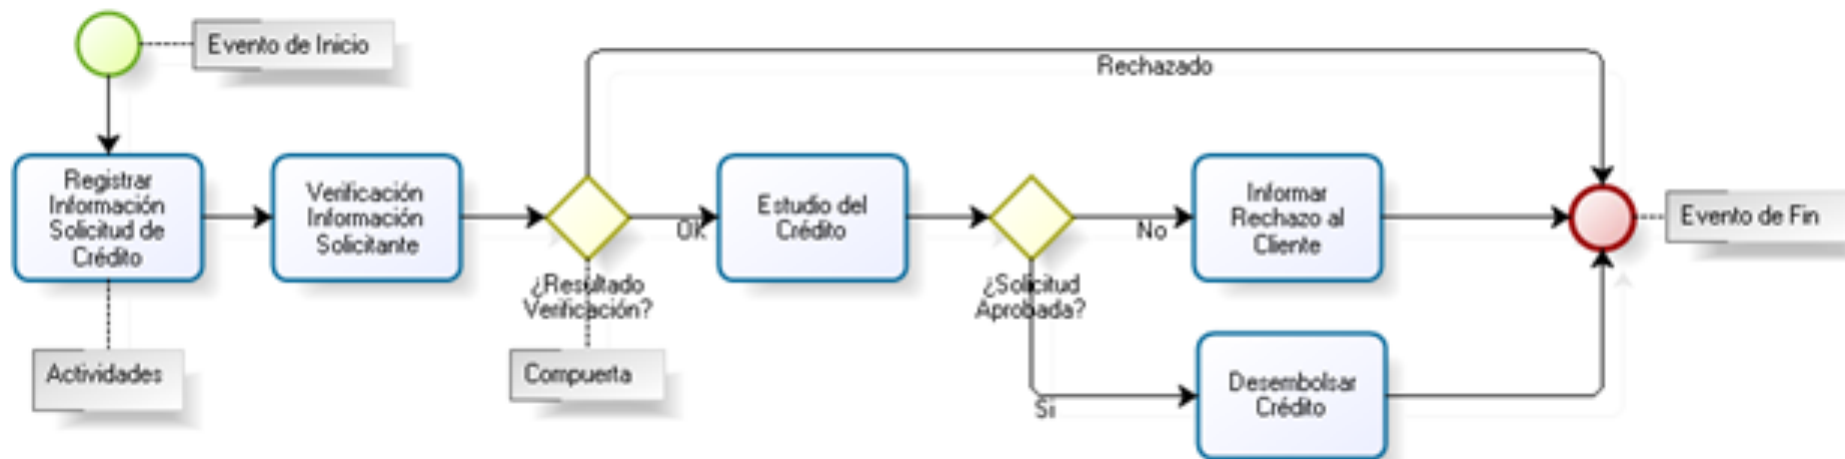 Evento de Inicio
Rechazado
Registrar
Información
Solicitud de
Crédito
Verificación
Información
Solicitante
¿Resultado
Verificación?
OK
Estudio del
Crédito
¿Solicitud
Aprobada?
No
Informar
Rechazo al
Cliente
Evento de Fin
Actividades
Compuerta
Si
Desembolsar
Crédito